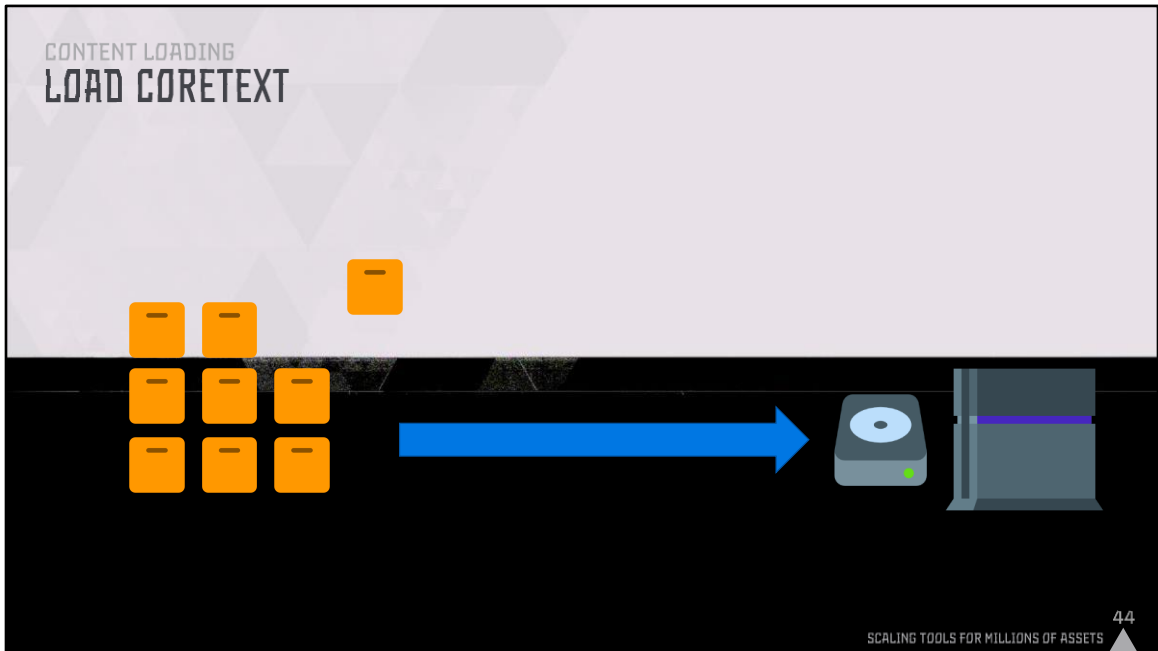 CONTENT LOADING
LOAD CORETEXT
44
SCALING TOOLS FOR MILLIONS OF ASSETS